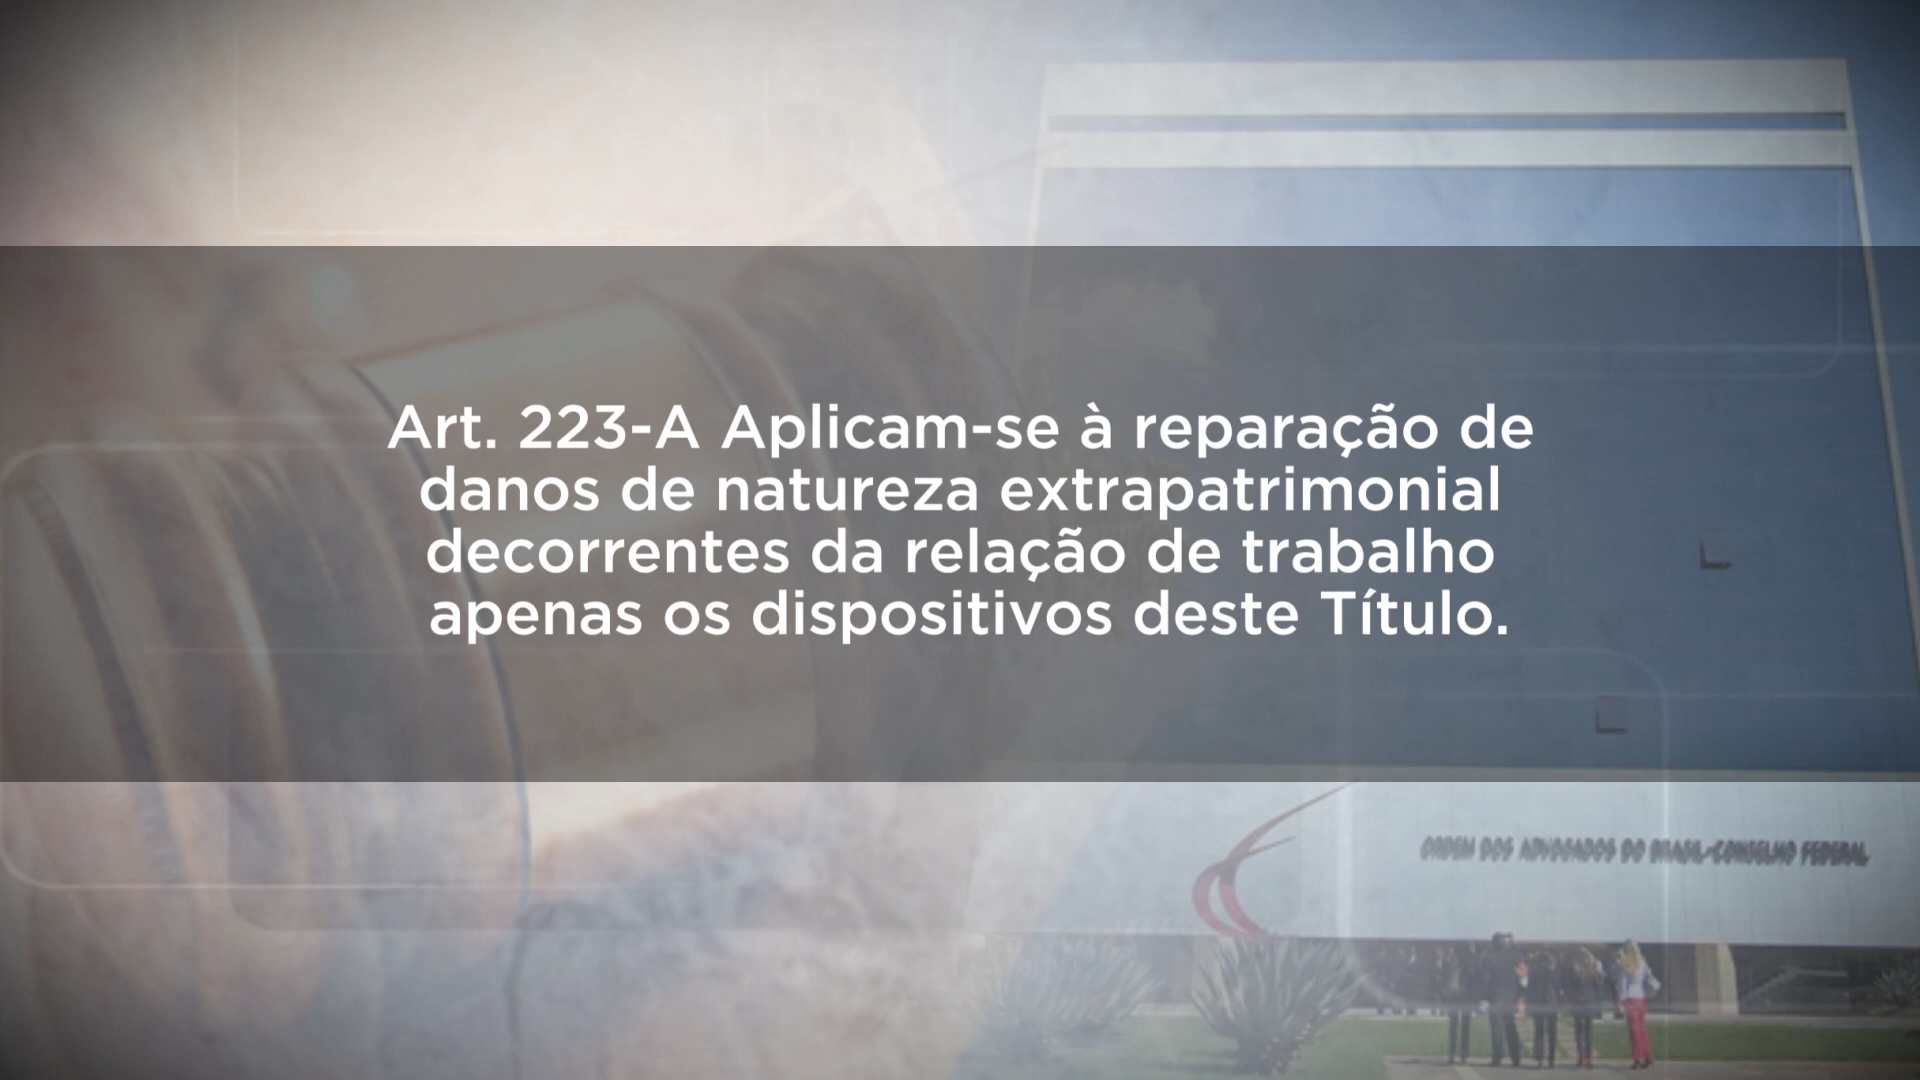 Art. 223-A Aplicam-se à reparação de
danos de natureza extrapatrimonial
decorrentes da relação de trabalho
apenas os dispositivos deste Título.
ORDEM DOS ADVOGADOS DO BRASIL-CONSELHO FEDERAL